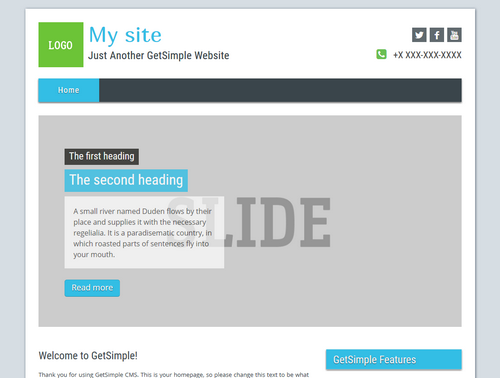 LOGO
My site
Just Another GetSimple Website
You
Tube
+X XXX-XXX-XXXX
Home
The first heading
The second heading
SLIDE
A small river named Duden flows by their
place and supplies it with the necessary
regelialia. It is a paradisematic country, in
which roasted parts of sentences fly into
your mouth.
Read more
Welcome to GetSimple!
GetSimple Features
Thank you for using GetSimple CMS. This is your homepage, so please change this text to be what